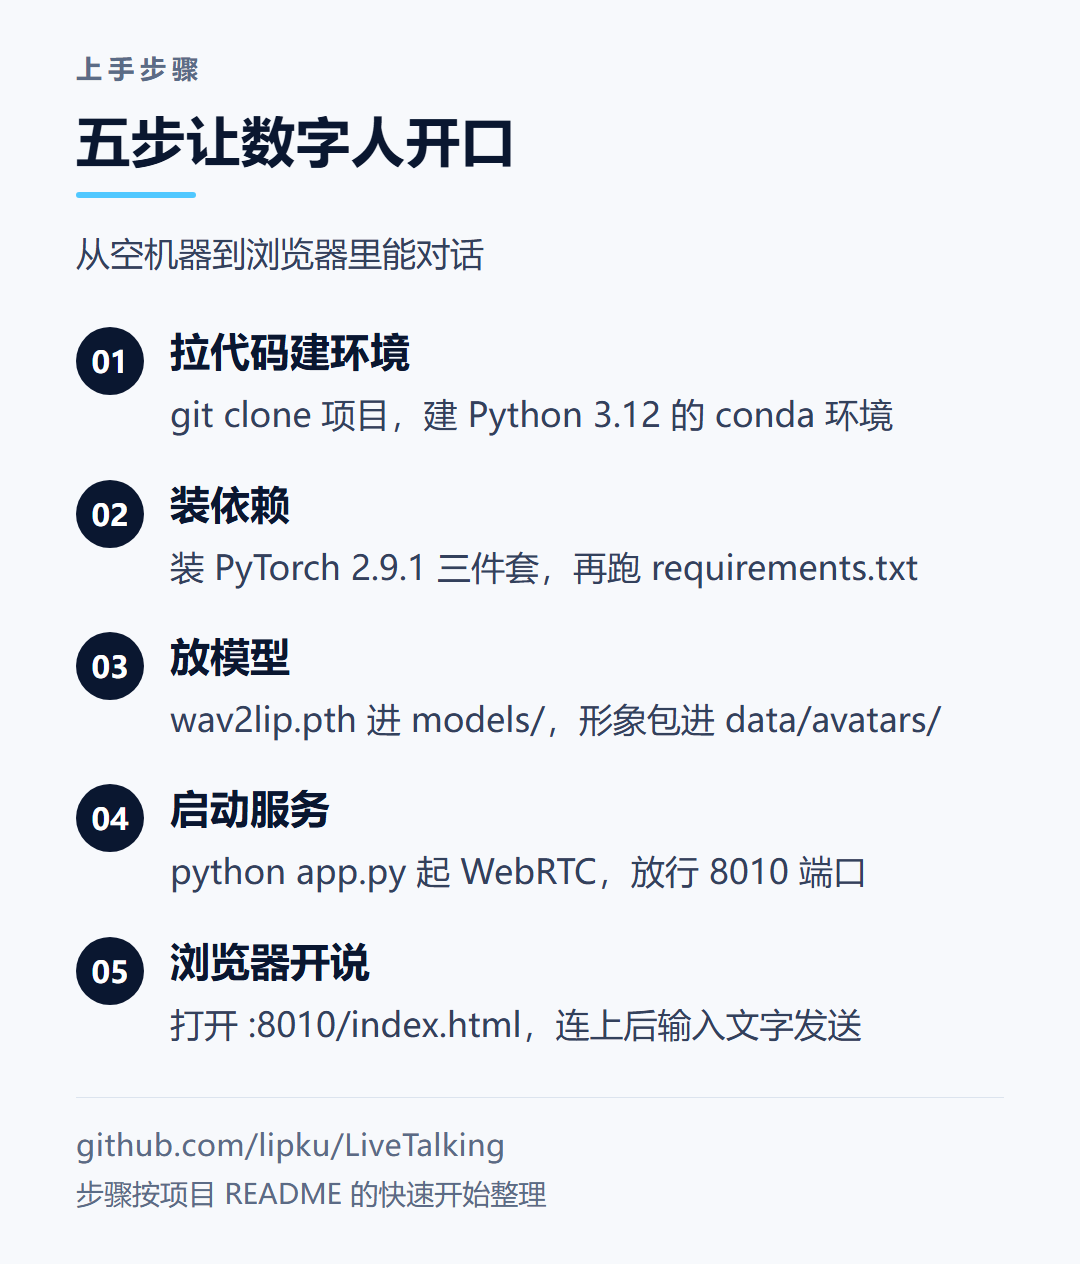 上手步骤
五步让数字人开口
从空机器到浏览器里能对话
01
拉代码建环境
git clone 项目，建 Python 3.12 的 conda 环境
02
装依赖
装 PyTorch 2.9.1 三件套，再跑 requirements.txt
03
放模型
wav2lip.pth 进 models/，形象包进 data/avatars/
04
启动服务
python app.py 起 WebRTC，放行 8010 端口
05
浏览器开说
打开 :8010/index.html，连上后输入文字发送
github.com/lipku/LiveTalking
步骤按项目 README 的快速开始整理